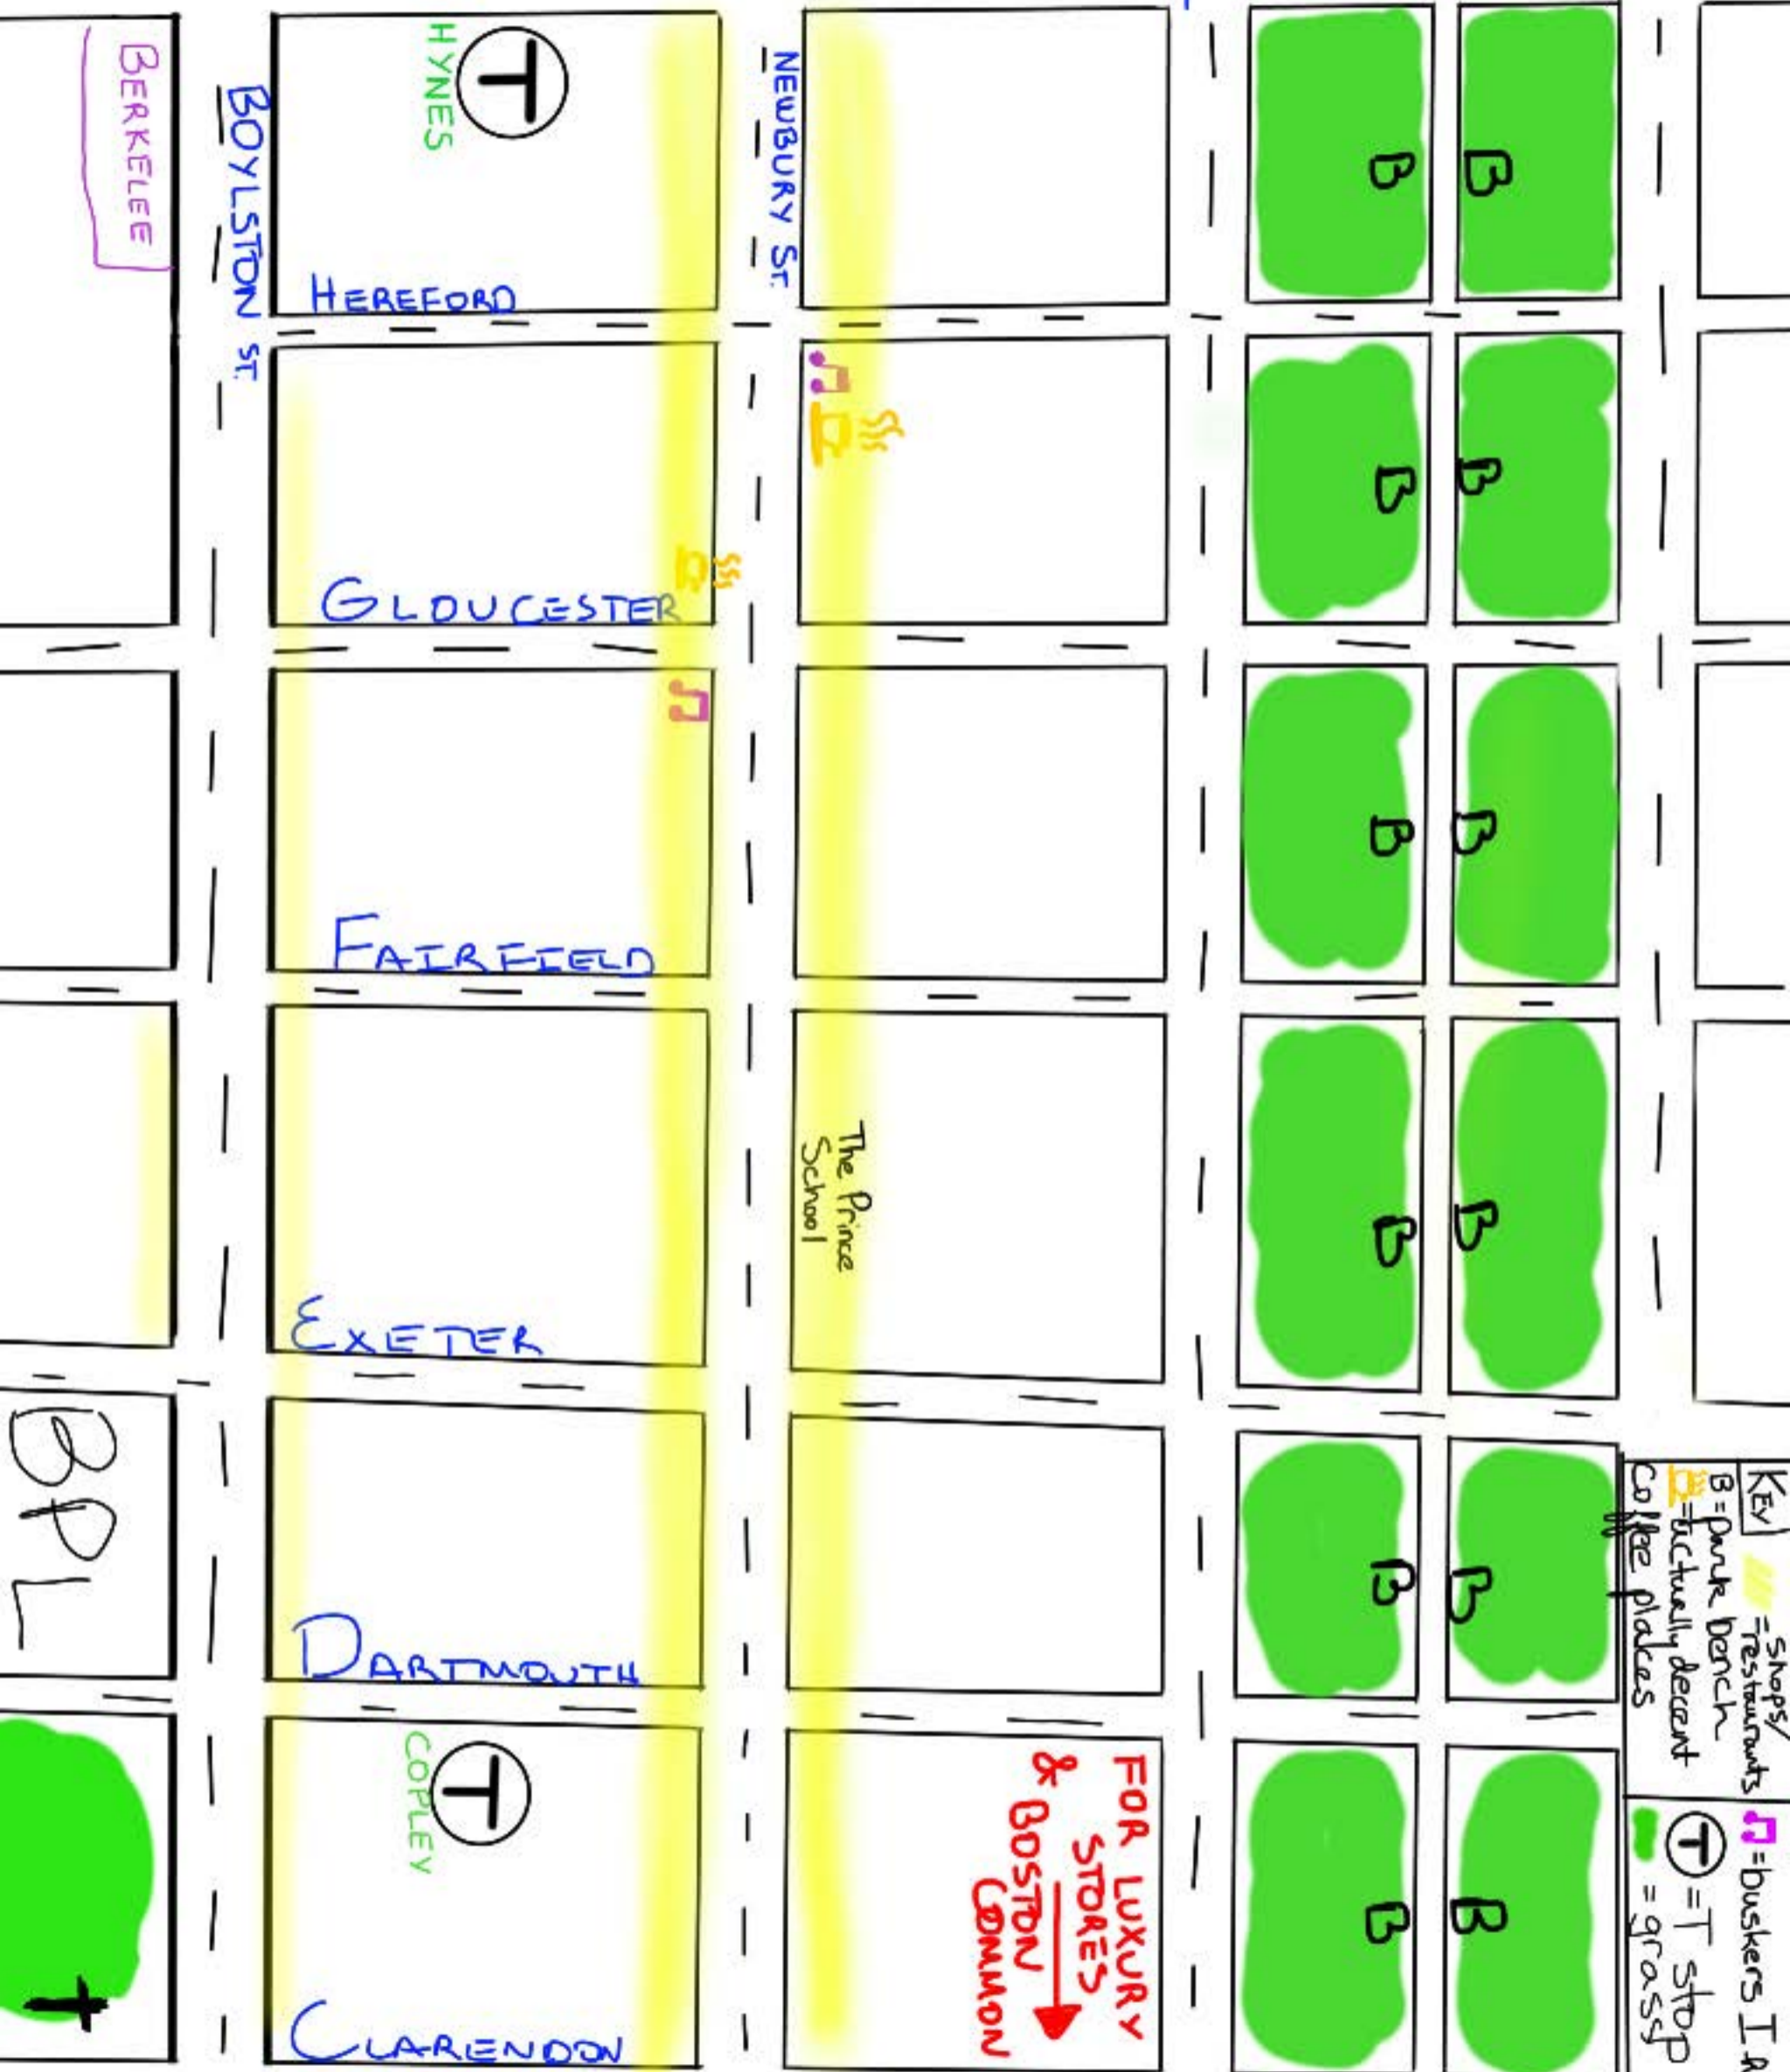 BERKELEE
BOYLSTON ST.
HYNES
T
HEREFORD
NEWBURY ST.
GLOUCESTER
FAIRFIELD
The Prince
School
EXETER
BPL
DARTMOUTH
T
COPLEY
CLARENDON
FOR LUXURY
STORES
& BOSTON
COMMON
B
B
B
B
B
B
B
B
B
B
B
B
KEY
= shops/
restaurants
B = park bench
= actually decent
coffee places
= buskers I
T = T stop
= grass